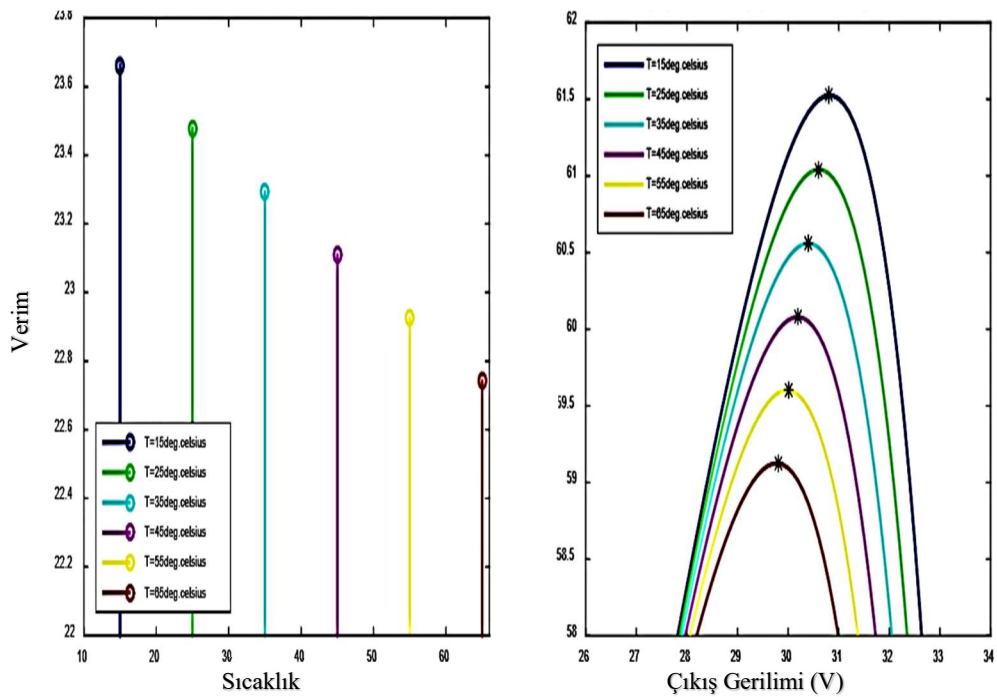 23.8
23.6
23.4
23.2
23
22.8
22.6
22.4
22.2
22
Verim
T=15deg.celsius
T=25deg.celsius
T=35deg.celsius
T=45deg.celsius
T=55deg.celsius
T=65deg.celsius
10 20 30 40 50 60
Sıcaklık
62
61.5
61
60.5
60
59.5
59
58.5
58
T=15deg.celsius
T=25deg.celsius
T=35deg.celsius
T=45deg.celsius
T=55deg.celsius
T=65deg.celsius
26 27 28 29 30 31 32 33 34
Çıkış Gerilimi (V)